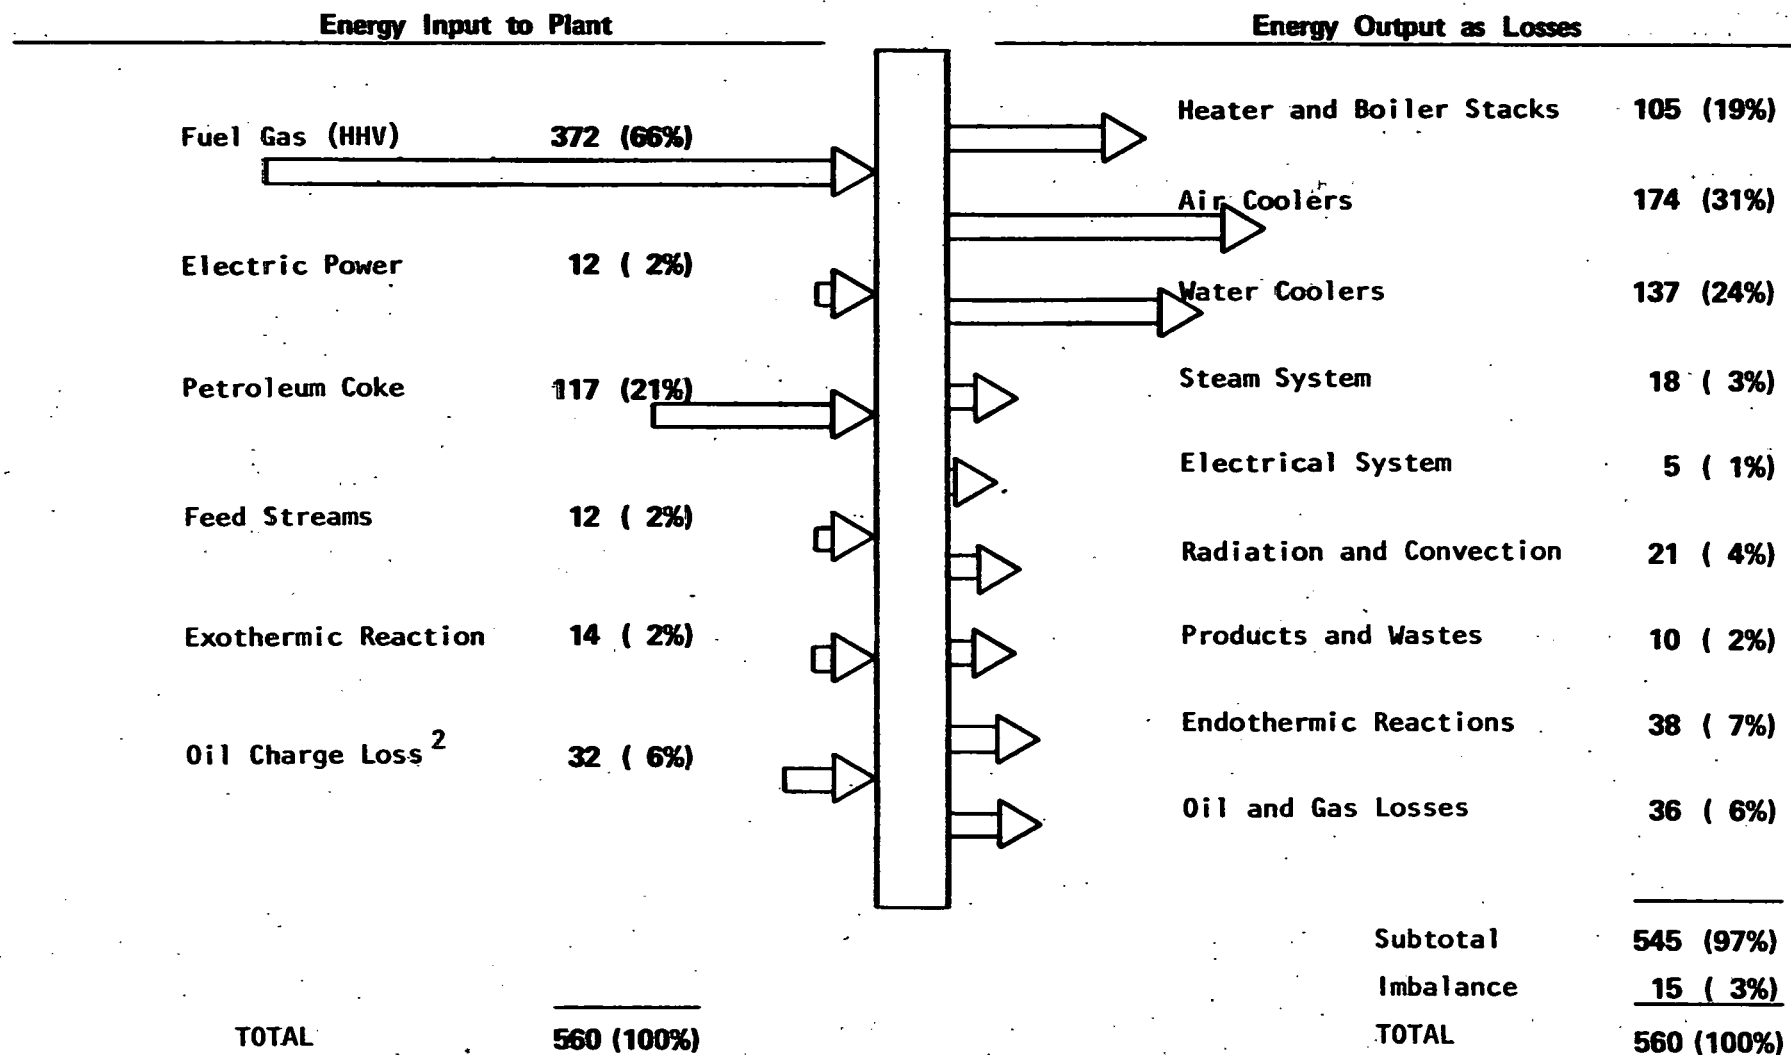 Energy Input to Plant
Fuel Gas (HHV) 372 (66%)
Electric Power 12 ( 2%)
Petroleum Coke 117 (21%)
Feed Streams 12 ( 2%)
Exothermic Reaction 14 ( 2%)
Oil Charge Loss 2 32 ( 6%)
TOTAL 560 (100%)
Energy Output as Losses
Heater and Boiler Stacks 105 (19%)
Air Coolers 174 (31%)
Water Coolers 137 (24%)
Steam System 18 ( 3%)
Electrical System 5 ( 1%)
Radiation and Convection 21 ( 4%)
Products and Wastes 10 ( 2%)
Endothermic Reactions 38 ( 7%)
Oil and Gas Losses 36 ( 6%)
Subtotal 545 (97%)
Imbalance 15 ( 3%)
TOTAL 560 (100%)